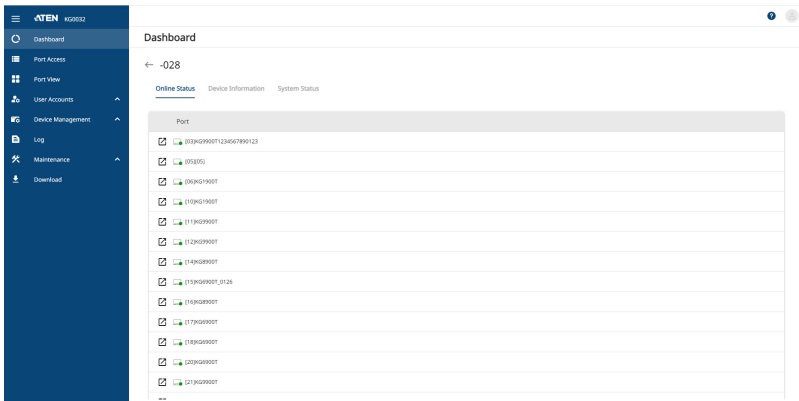 ATEN KG0032
?
Dashboard
Port Access
Port View
User Accounts
Device Management
Log
Maintenance
Download
Dashboard
← -028
Online Status Device Information System Status
Port
[03]KG9900T1234567890123
[05][05]
[06]KG1900T
[10]KG1900T
[11]KG9900T
[12]KG9900T
[14]KG8900T
[15]KG6900T_0126
[16]KG8900T
[17]KG6900T
[18]KG6900T
[20]KG6900T
[21]KG9900T